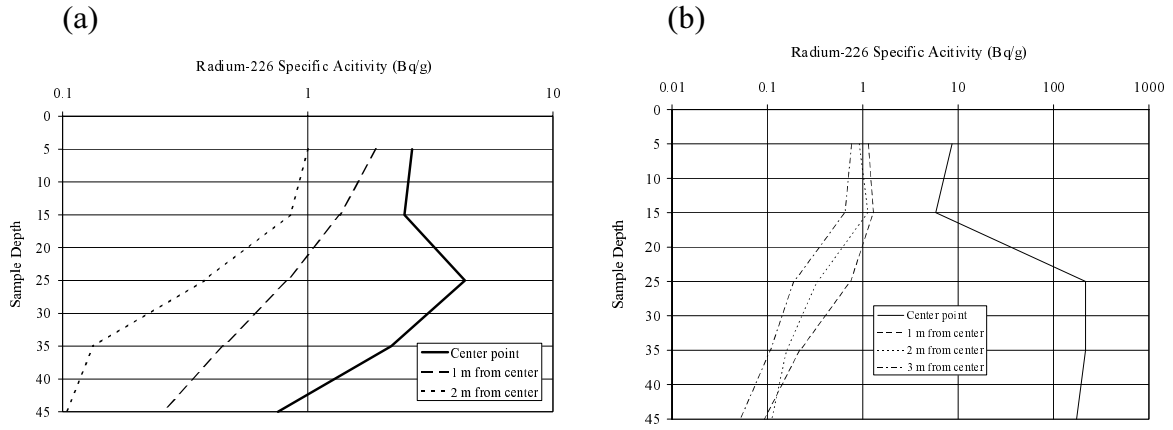 (a)
Radium-226 Specific Acitivity (Bq/g)
0.1 1 10
0
5
10
15
20
25
30
35
40
45
Sample Depth
Center point
1 m from center
2 m from center
(b)
Radium-226 Specific Acitivity (Bq/g)
0.01 0.1 1 10 100 1000
0
5
10
15
20
25
30
35
40
45
Sample Depth
Center point
1 m from center
2 m from center
3 m from center